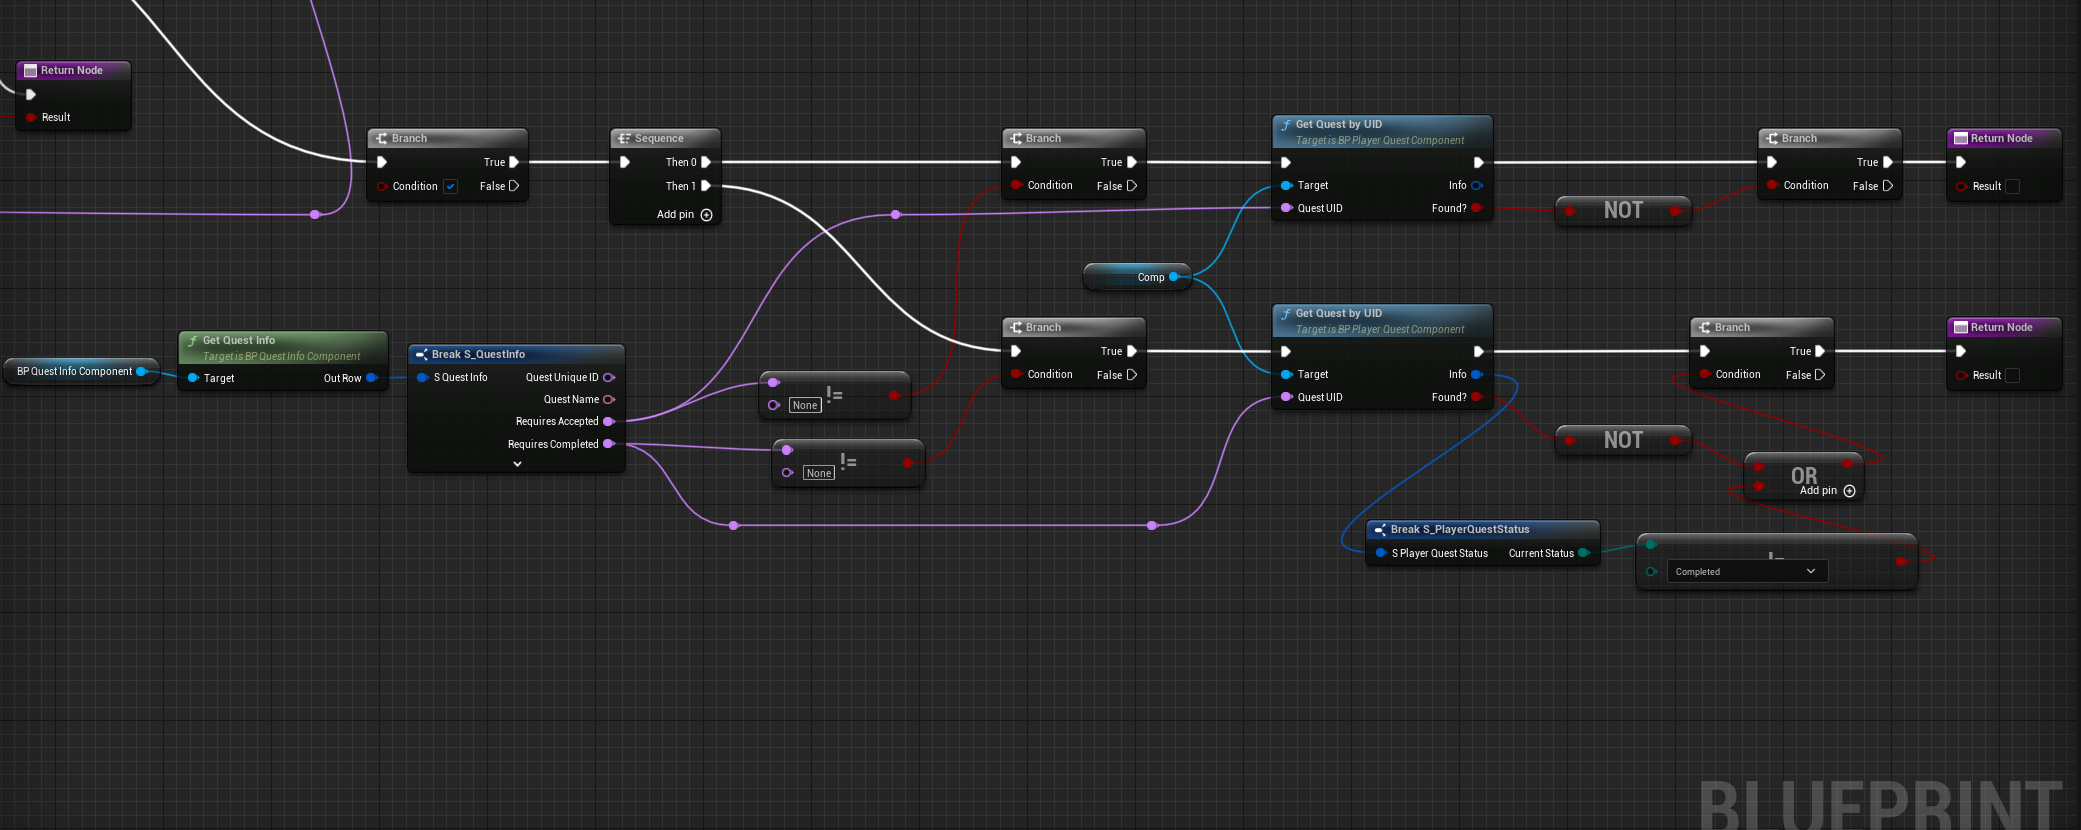 Return Node
Result
Branch
True
Condition
False
Sequence
Then 0
Then 1
Add pin
Branch
True
Condition
False
Get Quest by UID
Target is BP Player Quest Component
Target
Info
Quest UID
Found?
NOT
Branch
True
Condition
False
Return Node
Result
Comp
BP Quest Info Component
Get Quest Info
Target is BP Quest Info Component
Target
Out Row
Break S_QuestInfo
S Quest Info
Quest Unique ID
Quest Name
Requires Accepted
Requires Completed
!=
None
!=
None
Branch
True
Condition
False
Get Quest by UID
Target is BP Player Quest Component
Target
Info
Quest UID
Found?
NOT
Branch
True
Condition
False
Return Node
Result
OR
Add pin
Break S_PlayerQuestStatus
S Player Quest Status
Current Status
!=
Completed
BLUEPRINT